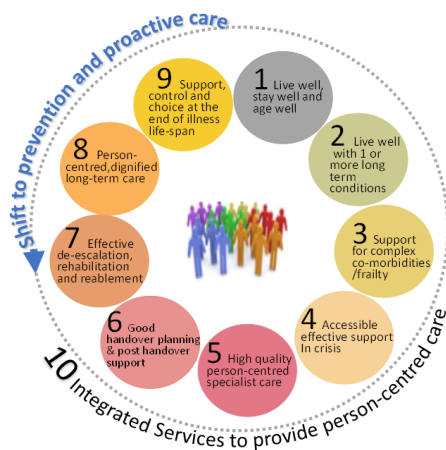 Shift to prevention and proactive care
1 Live well,
stay well and
age well
2 Live well
with 1 or
more long
term
conditions
3 Support
for complex
co-morbidities
/frailty
4 Accessible
effective support
In crisis
5 High quality
person-centred
specialist care
6 Good
handover planning
& post handover
support
7 Effective
de-escalation,
rehabilitation
and reablement
8 Person-
centred,dignified
long-term care
9 Support,
control and
choice at the
end of illness
life-span
10 Integrated Services to provide person-centred care